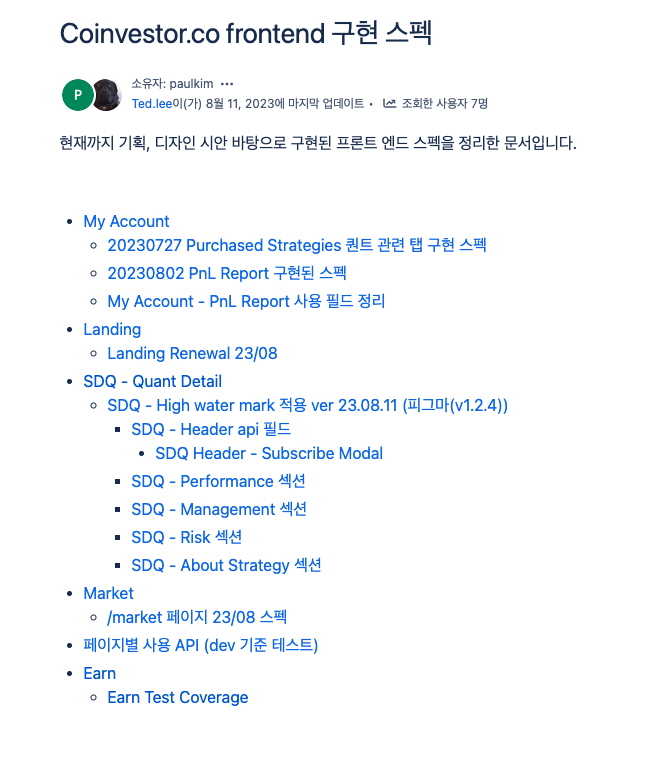 Coinvestor.co frontend 구현 스펙
P
소유자: paulkim •••
Ted.lee이(가) 8월 11, 2023에 마지막 업데이트 • 조회한 사용자 7명
현재까지 기획, 디자인 시안 바탕으로 구현된 프론트 엔드 스펙을 정리한 문서입니다.
• My Account
◦ 20230727 Purchased Strategies 퀀트 관련 탭 구현 스펙
◦ 20230802 PnL Report 구현된 스펙
◦ My Account - PnL Report 사용 필드 정리
• Landing
◦ Landing Renewal 23/08
• SDQ - Quant Detail
◦ SDQ - High water mark 적용 ver 23.08.11 (피그마(v1.2.4))
▪ SDQ - Header api 필드
• SDQ Header - Subscribe Modal
▪ SDQ - Performance 섹션
▪ SDQ - Management 섹션
▪ SDQ - Risk 섹션
▪ SDQ - About Strategy 섹션
• Market
◦ /market 페이지 23/08 스펙
• 페이지별 사용 API (dev 기준 테스트)
• Earn
◦ Earn Test Coverage